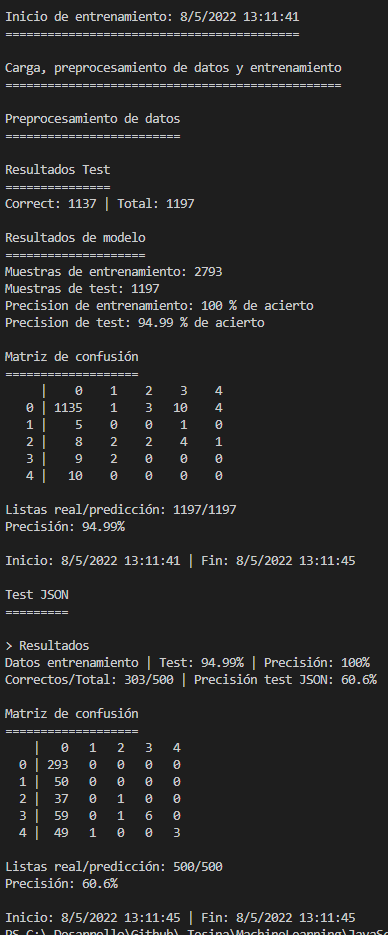 Inicio de entrenamiento: 8/5/2022 13:11:41
==========================================
Carga, preprocesamiento de datos y entrenamiento
================================================
Preprocesamiento de datos
=========================
Resultados Test
===============
Correct: 1137 | Total: 1197
Resultados de modelo
====================
Muestras de entrenamiento: 2793
Muestras de test: 1197
Precision de entrenamiento: 100 % de acierto
Precision de test: 94.99 % de acierto
Matriz de confusión
===================
| 0 1 2 3 4
0 | 1135 1 3 10 4
1 | 5 0 0 1 0
2 | 8 2 2 4 1
3 | 9 2 0 0 0
4 | 10 0 0 0 0
Listas real/predicción: 1197/1197
Precisión: 94.99%
Inicio: 8/5/2022 13:11:41 | Fin: 8/5/2022 13:11:45
Test JSON
=========
> Resultados
Datos entrenamiento | Test: 94.99% | Precisión: 100%
Correctos/Total: 303/500 | Precisión test JSON: 60.6%
Matriz de confusión
===================
| 0 1 2 3 4
0 | 293 0 0 0 0
1 | 50 0 0 0 0
2 | 37 0 1 0 0
3 | 59 0 1 6 0
4 | 49 1 0 0 3
Listas real/predicción: 500/500
Precisión: 60.6%
Inicio: 8/5/2022 13:11:45 | Fin: 8/5/2022 13:11:45
PS C:\_Desarrollo\Github\_Tesina\MachineLearning\JavaSc